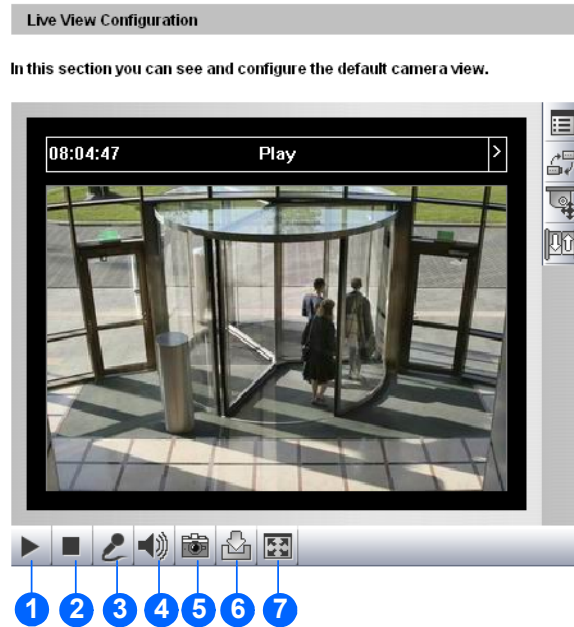 Live View Configuration
In this section you can see and configure the default camera view.
08:04:47 Play >
1 2 3 4 5 6 7